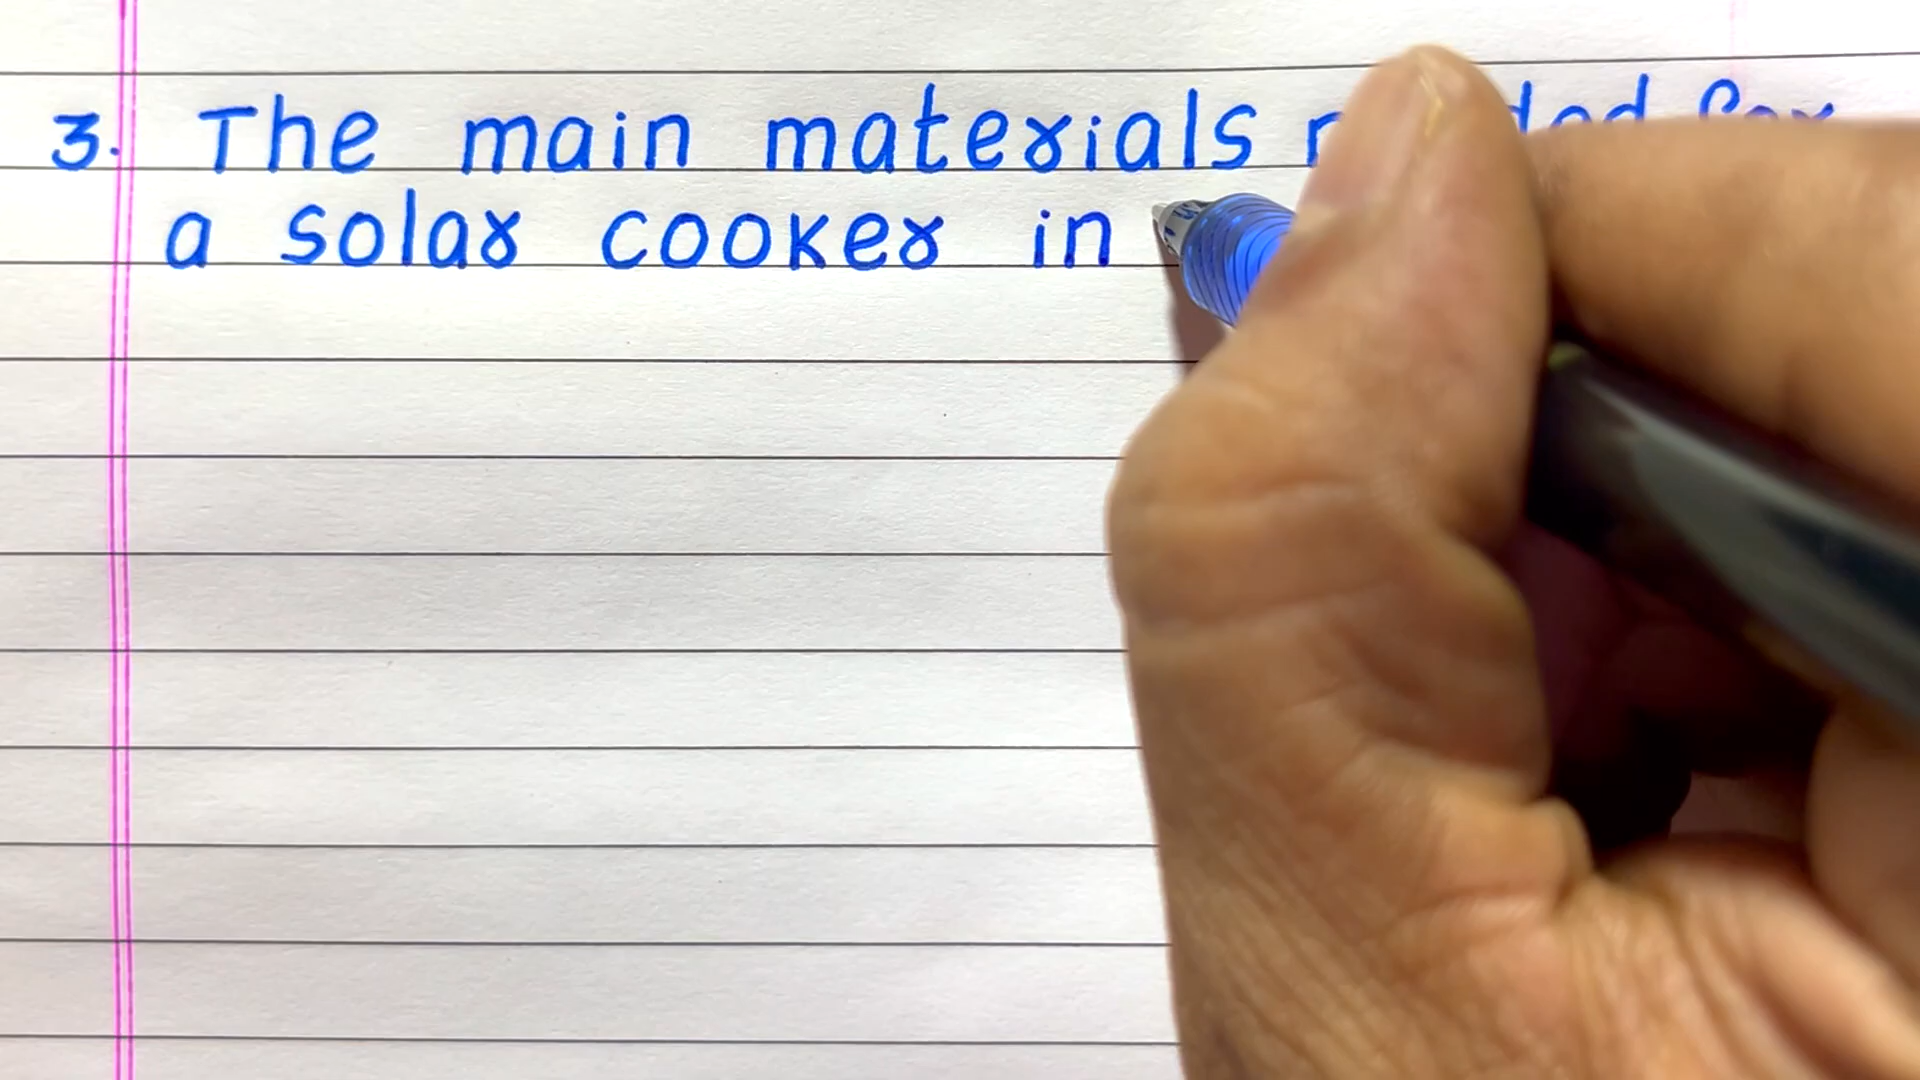 3. The main materials
a solar cooker in